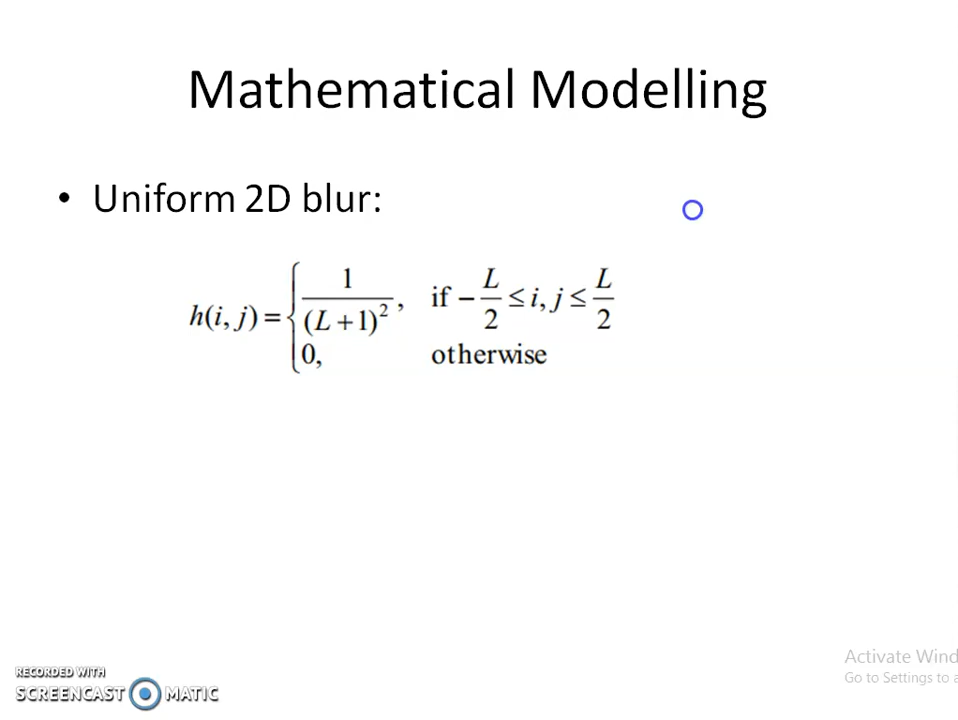 Mathematical Modelling
• Uniform 2D blur:
h(i, j) = { 1/(L+1)², if −L/2 ≤ i, j ≤ L/2
0, otherwise
RECORDED WITH
SCREENCAST MATIC
Activate Wind
Go to Settings to a